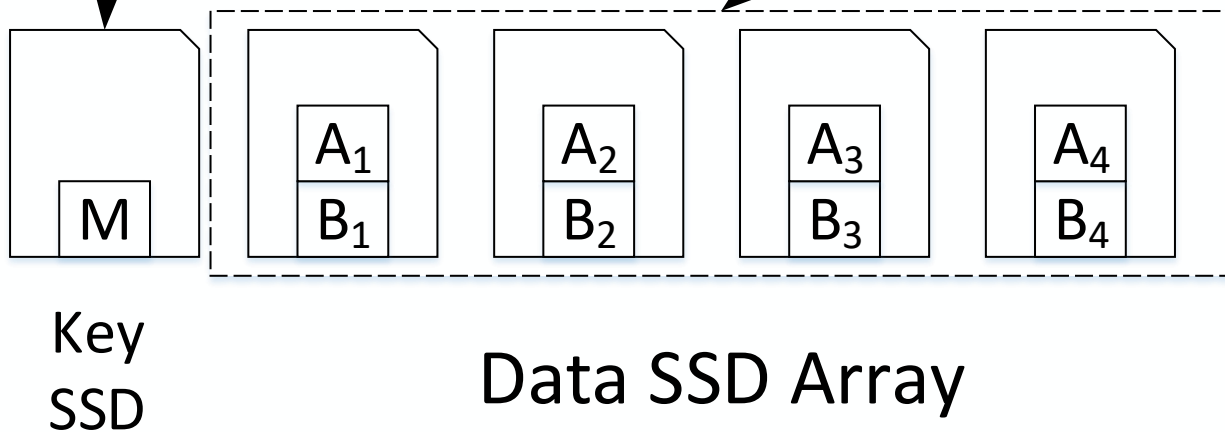 A₁ A₂ A₃ A₄
M B₁ B₂ B₃ B₄
Key
SSD
Data SSD Array